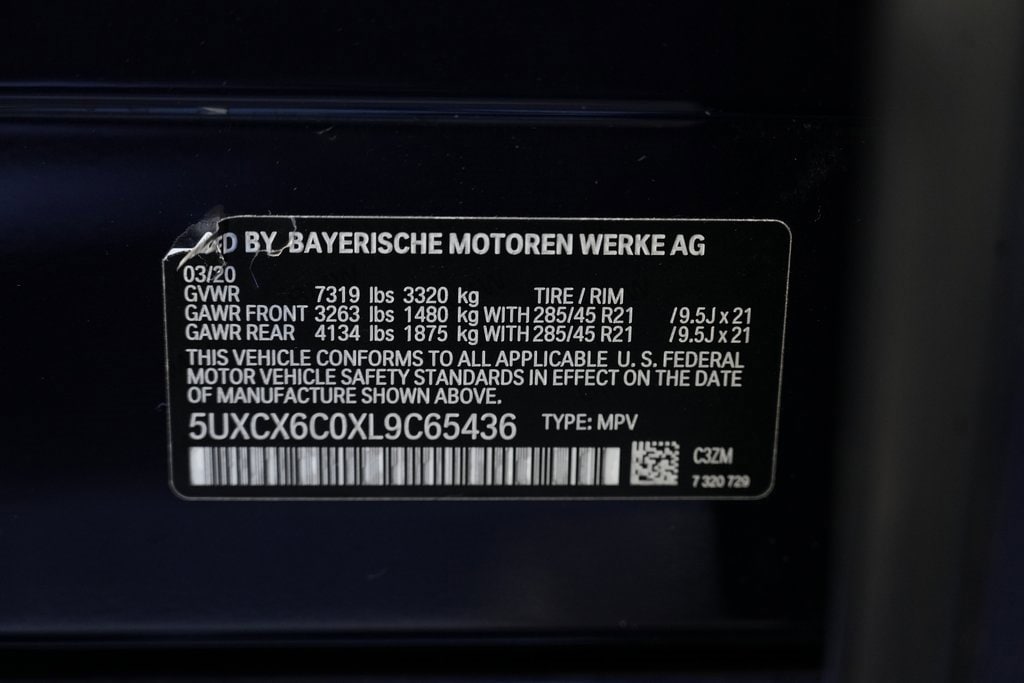 BY BAYERISCHE MOTOREN WERKE AG
03/20
GVWR 7319 lbs 3320 kg TIRE / RIM
GAWR FRONT 3263 lbs 1480 kg WITH 285/45 R21 /9.5J x 21
GAWR REAR 4134 lbs 1875 kg WITH 285/45 R21 /9.5J x 21
THIS VEHICLE CONFORMS TO ALL APPLICABLE U. S. FEDERAL
MOTOR VEHICLE SAFETY STANDARDS IN EFFECT ON THE DATE
OF MANUFACTURE SHOWN ABOVE.
5UXCX6C0XL9C65436 TYPE: MPV
C3ZM
7 320 729